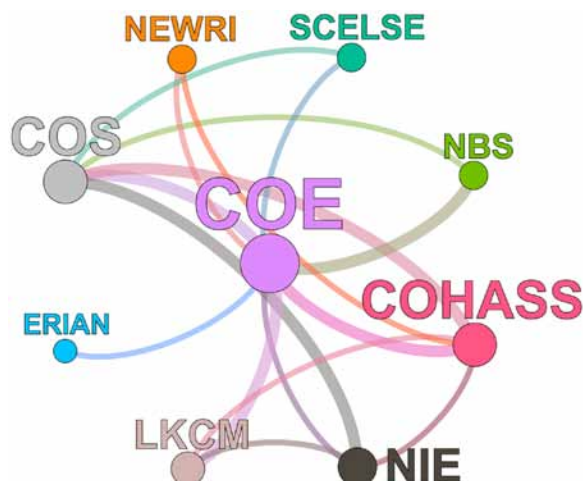 NEWRI
SCELSE
COS
NBS
COE
COHASS
ERIAN
LKCM
NIE